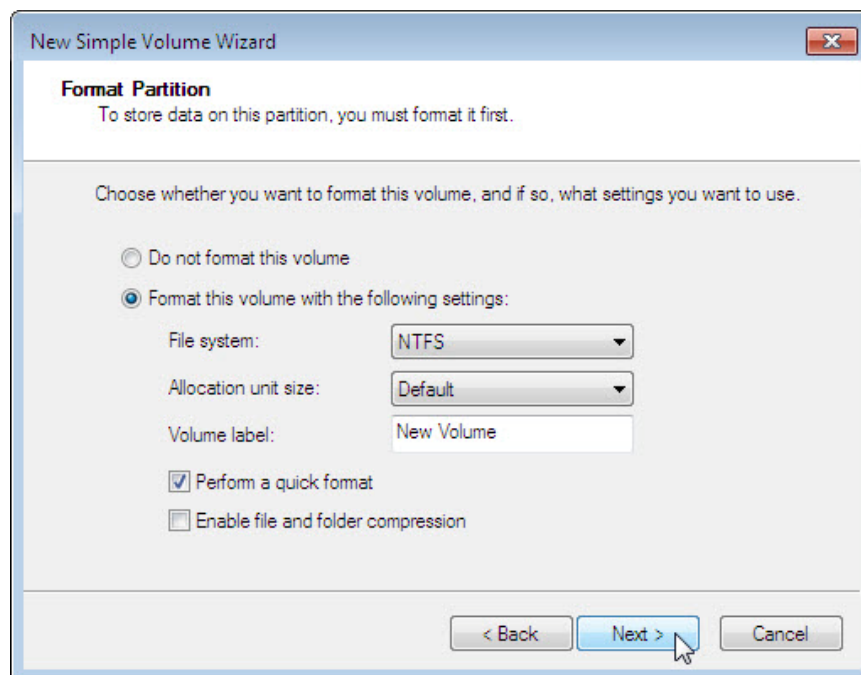 New Simple Volume Wizard
Format Partition
To store data on this partition, you must format it first.
Choose whether you want to format this volume, and if so, what settings you want to use.
Do not format this volume
Format this volume with the following settings:
File system: NTFS
Allocation unit size: Default
Volume label: New Volume
Perform a quick format
Enable file and folder compression
< Back Next > Cancel